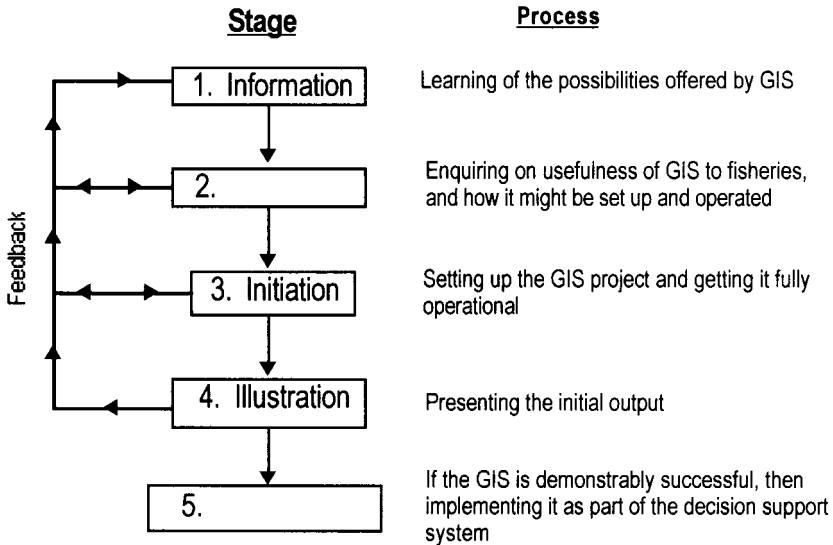 Stage
Process
1. Information
Learning of the possibilities offered by GIS
2.
Enquiring on usefulness of GIS to fisheries,
and how it might be set up and operated
Feedback
3. Initiation
Setting up the GIS project and getting it fully
operational
4. Illustration
Presenting the initial output
5.
If the GIS is demonstrably successful, then
implementing it as part of the decision support
system